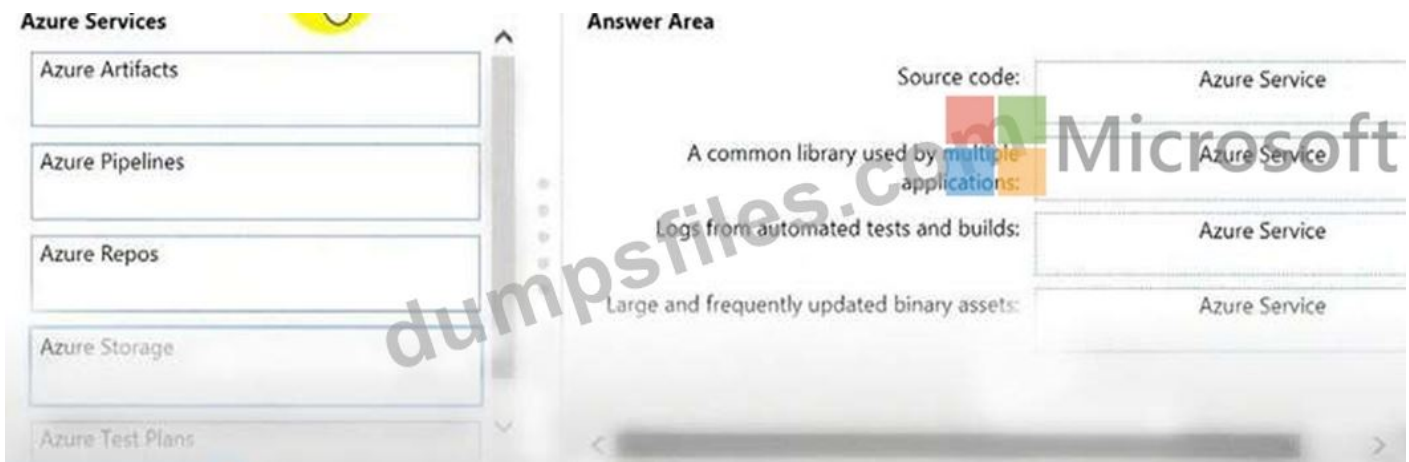 Azure Services
Azure Artifacts
Azure Pipelines
Azure Repos
Azure Storage
Azure Test Plans
Answer Area
Source code:
Azure Service
A common library used by multiple
applications:
Azure Service
Logs from automated tests and builds:
Azure Service
Large and frequently updated binary assets:
Azure Service
Microsoft
dumpsfiles.com